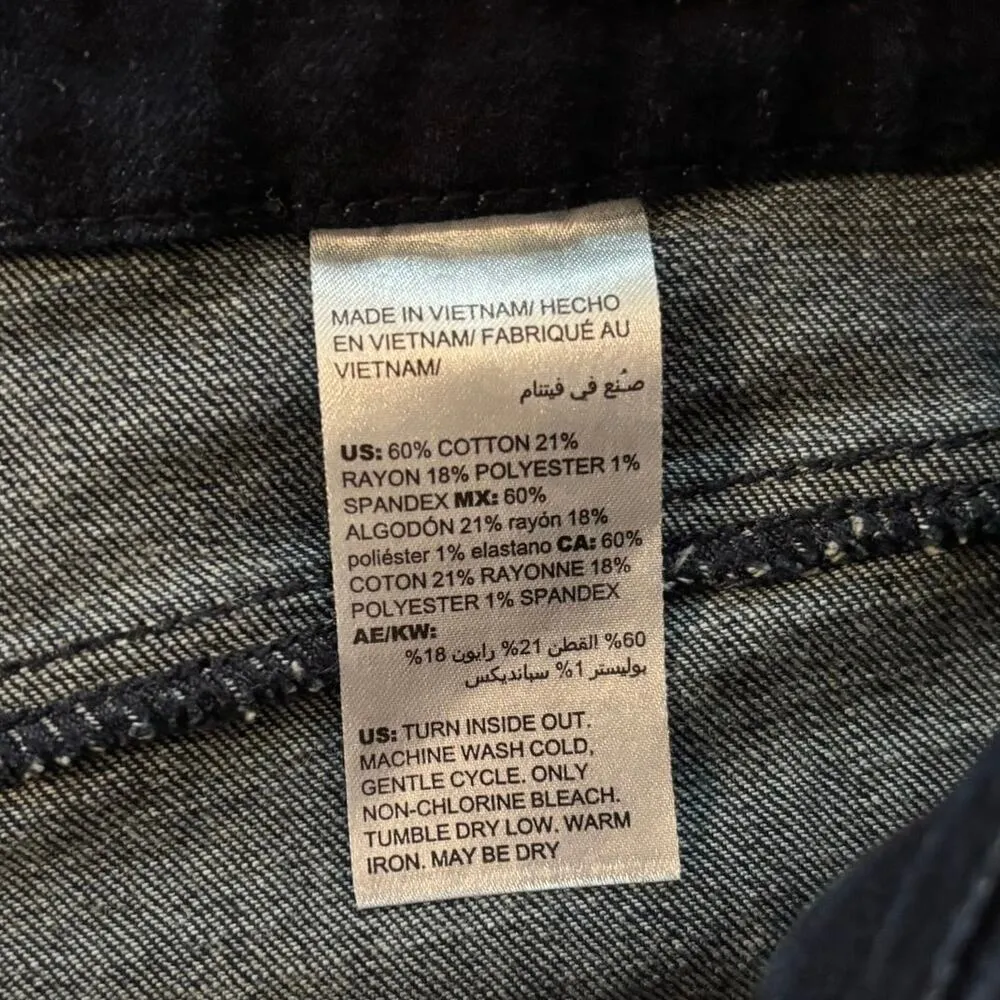 MADE IN VIETNAM/ HECHO
EN VIETNAM/ FABRIQUÉ AU
VIETNAM/
صُنع في فيتنام
US: 60% COTTON 21%
RAYON 18% POLYESTER 1%
SPANDEX MX: 60%
ALGODÓN 21% rayón 18%
poliéster 1% elastano CA: 60%
COTON 21% RAYONNE 18%
POLYESTER 1% SPANDEX
AE/KW:
60% القطن 21% رايون 18%
بوليستر 1% سباندیكس
US: TURN INSIDE OUT.
MACHINE WASH COLD,
GENTLE CYCLE. ONLY
NON-CHLORINE BLEACH.
TUMBLE DRY LOW. WARM
IRON. MAY BE DRY